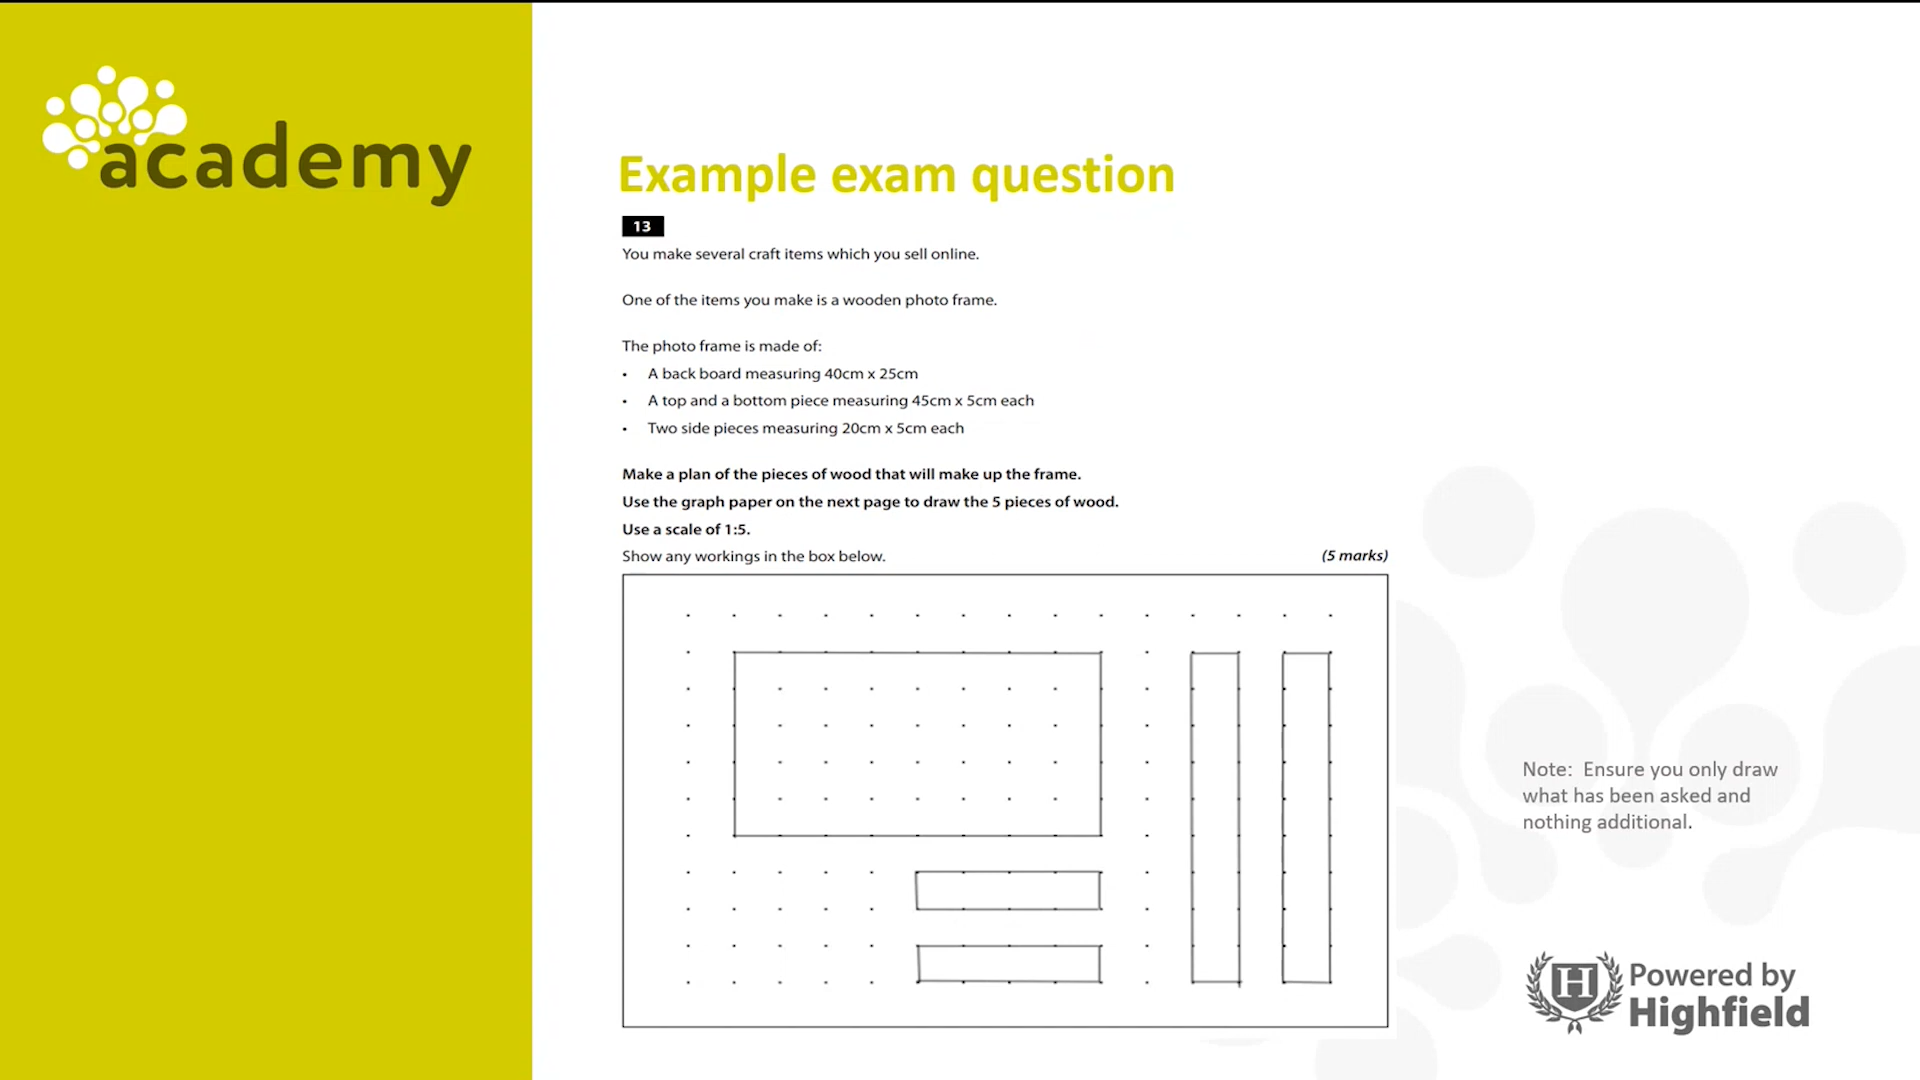 academy
Example exam question
13
You make several craft items which you sell online.
One of the items you make is a wooden photo frame.
The photo frame is made of:
• A back board measuring 40cm x 25cm
• A top and a bottom piece measuring 45cm x 5cm each
• Two side pieces measuring 20cm x 5cm each
Make a plan of the pieces of wood that will make up the frame.
Use the graph paper on the next page to draw the 5 pieces of wood.
Use a scale of 1:5.
Show any workings in the box below. (5 marks)
Note: Ensure you only draw
what has been asked and
nothing additional.
H
Powered by
Highfield